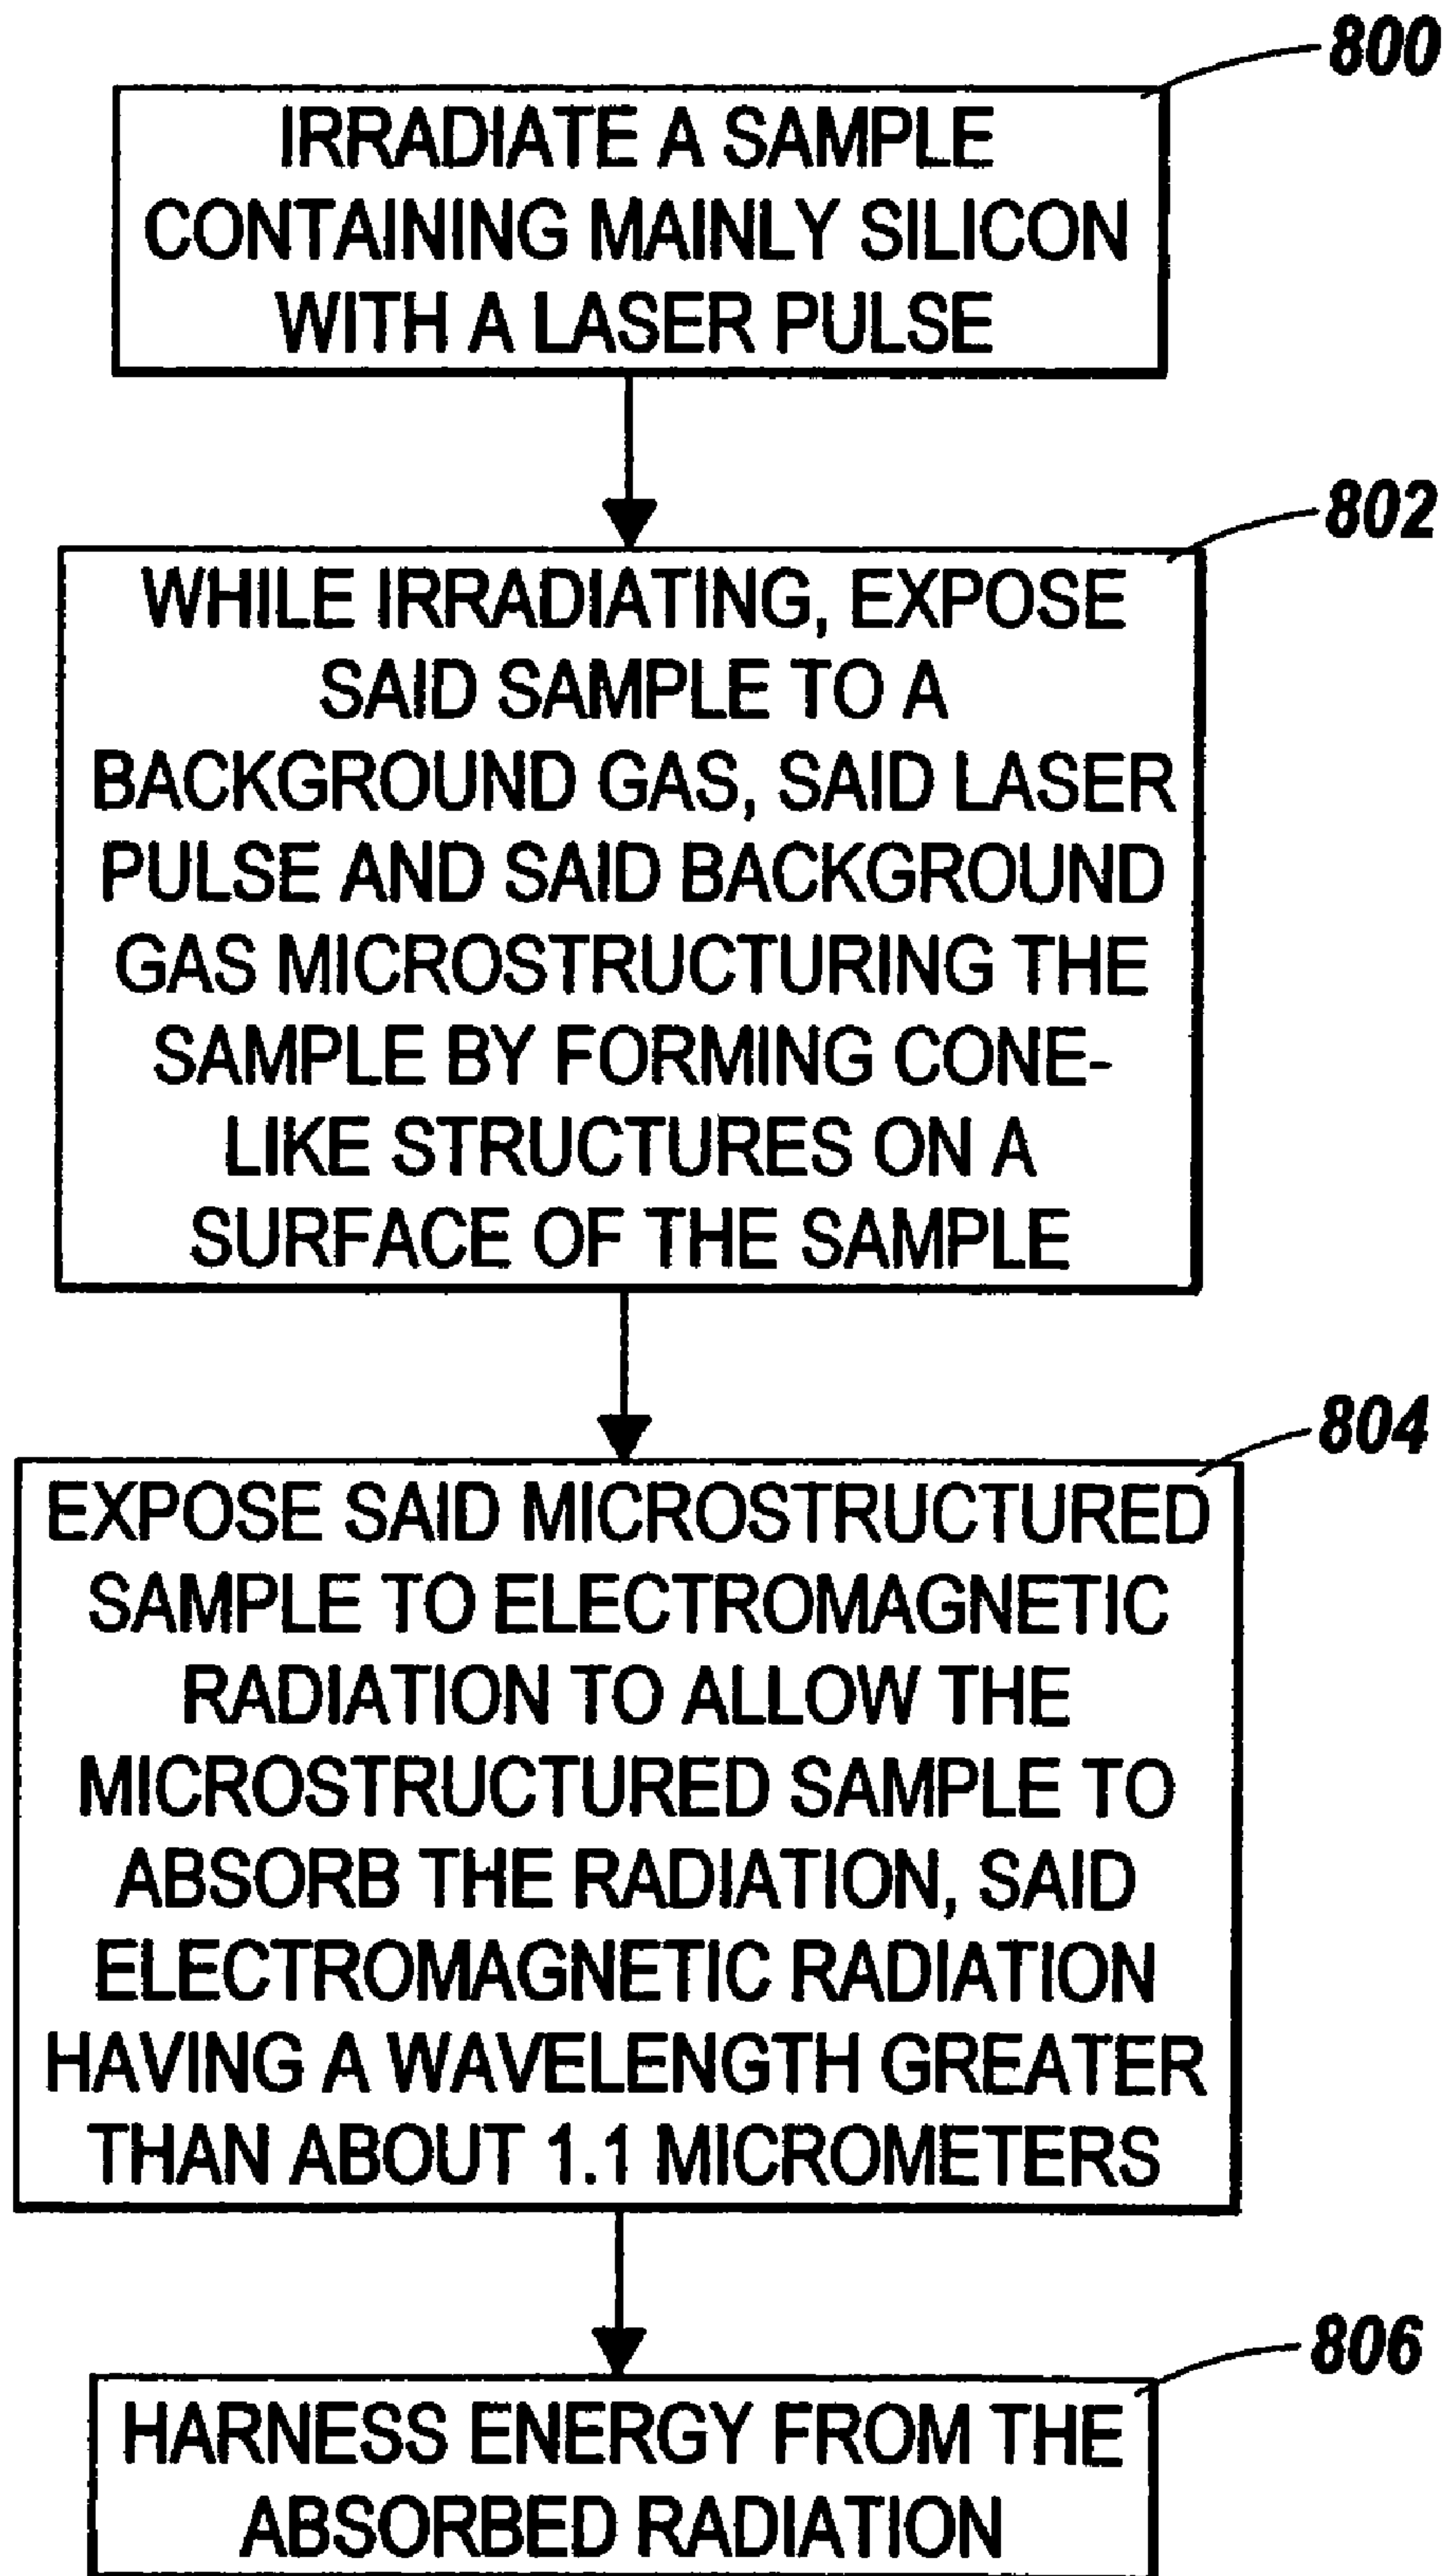 800
IRRADIATE A SAMPLE
CONTAINING MAINLY SILICON
WITH A LASER PULSE
802
WHILE IRRADIATING, EXPOSE
SAID SAMPLE TO A
BACKGROUND GAS, SAID LASER
PULSE AND SAID BACKGROUND
GAS MICROSTRUCTURING THE
SAMPLE BY FORMING CONE-
LIKE STRUCTURES ON A
SURFACE OF THE SAMPLE
804
EXPOSE SAID MICROSTRUCTURED
SAMPLE TO ELECTROMAGNETIC
RADIATION TO ALLOW THE
MICROSTRUCTURED SAMPLE TO
ABSORB THE RADIATION, SAID
ELECTROMAGNETIC RADIATION
HAVING A WAVELENGTH GREATER
THAN ABOUT 1.1 MICROMETERS
806
HARNESS ENERGY FROM THE
ABSORBED RADIATION